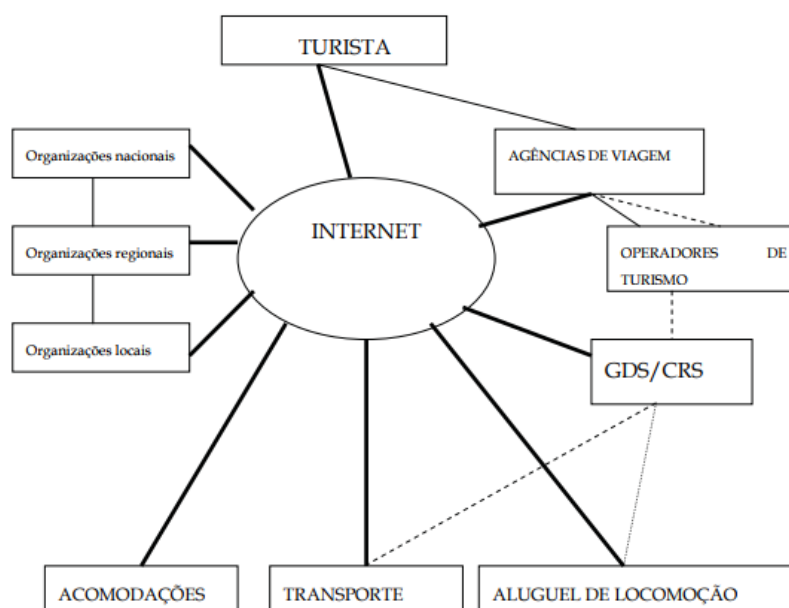 TURISTA
Organizações nacionais
AGÊNCIAS DE VIAGEM
INTERNET
Organizações regionais
OPERADORES DE
TURISMO
Organizações locais
GDS/CRS
ACOMODAÇÕES
TRANSPORTE
ALUGUEL DE LOCOMOÇÃO